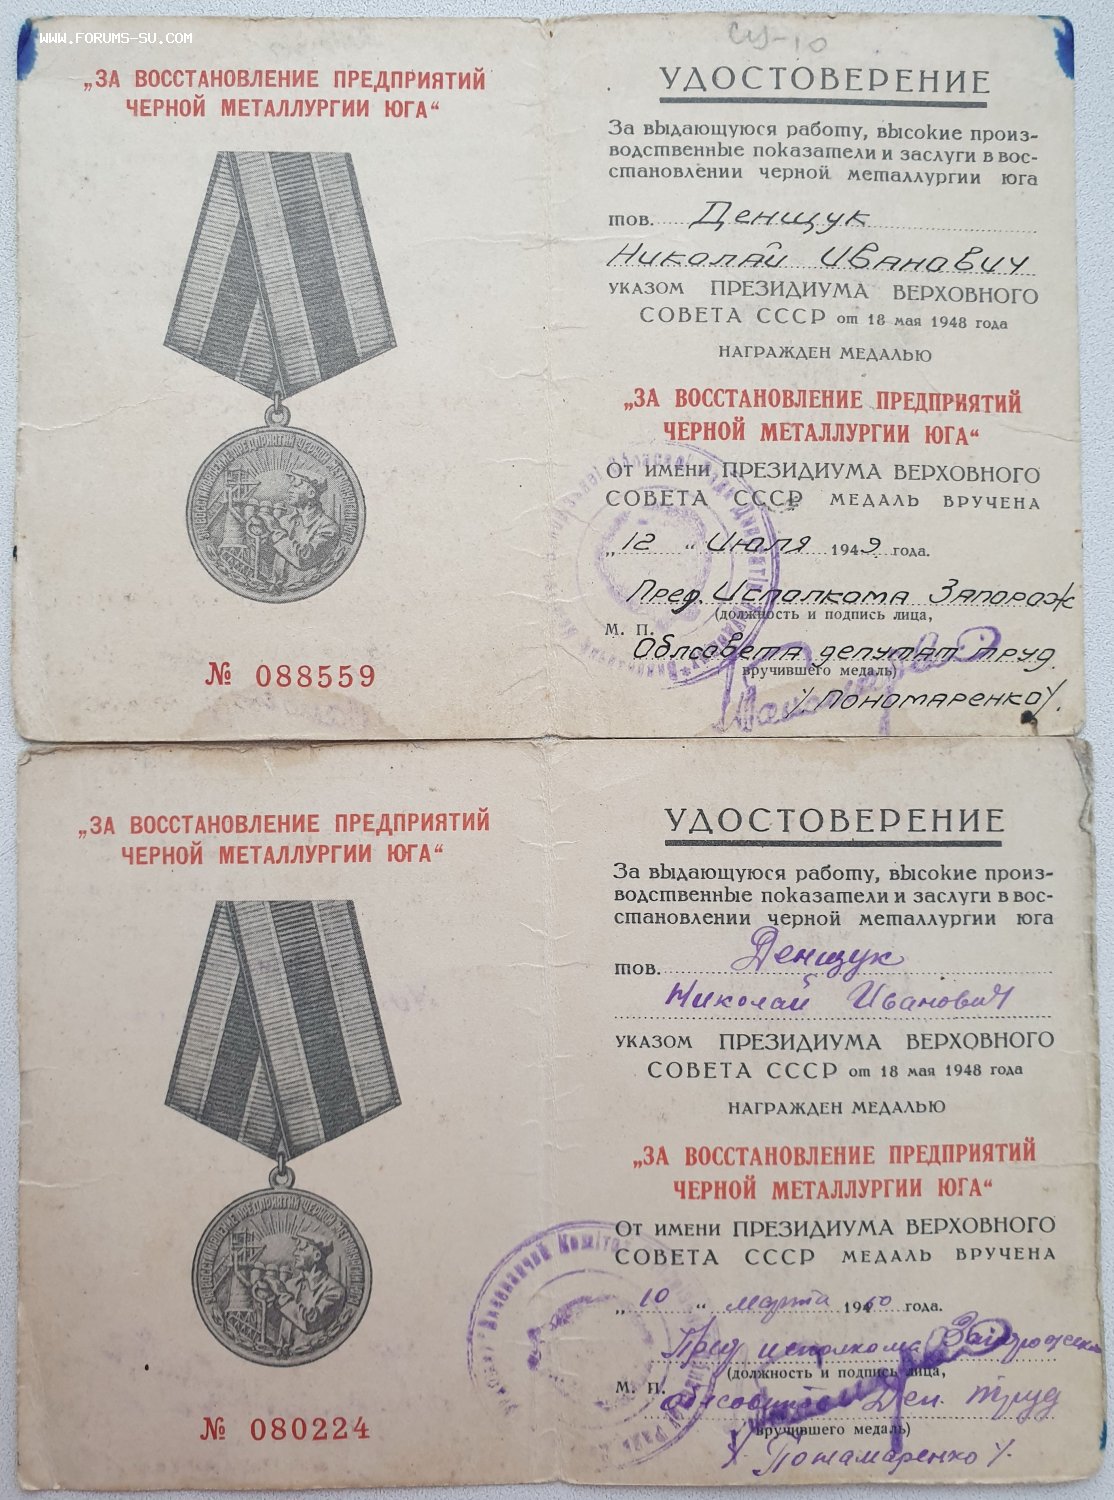 www.forums-su.com
СУ-10
„ЗА ВОССТАНОВЛЕНИЕ ПРЕДПРИЯТИЙ
ЧЕРНОЙ МЕТАЛЛУРГИИ ЮГА“
№ 088559
УДОСТОВЕРЕНИЕ
За выдающуюся работу, высокие произ-
водственные показатели и заслуги в вос-
становлении черной металлургии юга
тов. Денщук
Николай Иванович
указом ПРЕЗИДИУМА ВЕРХОВНОГО
СОВЕТА СССР от 18 мая 1948 года
НАГРАЖДЕН МЕДАЛЬЮ
„ЗА ВОССТАНОВЛЕНИЕ ПРЕДПРИЯТИЙ
ЧЕРНОЙ МЕТАЛЛУРГИИ ЮГА“
От имени ПРЕЗИДИУМА ВЕРХОВНОГО
СОВЕТА СССР МЕДАЛЬ ВРУЧЕНА
„12 “ Июля 1949 года.
Пред. Исполкома Запорож
(должность и подпись лица,
М. П.
Облсовета депутат труд.
вручившего медаль)
/Пономаренко/.
„ЗА ВОССТАНОВЛЕНИЕ ПРЕДПРИЯТИЙ
ЧЕРНОЙ МЕТАЛЛУРГИИ ЮГА“
№ 080224
УДОСТОВЕРЕНИЕ
За выдающуюся работу, высокие произ-
водственные показатели и заслуги в вос-
становлении черной металлургии юга
тов. Денщук
Николай Иванович
указом ПРЕЗИДИУМА ВЕРХОВНОГО
СОВЕТА СССР от 18 мая 1948 года
НАГРАЖДЕН МЕДАЛЬЮ
„ЗА ВОССТАНОВЛЕНИЕ ПРЕДПРИЯТИЙ
ЧЕРНОЙ МЕТАЛЛУРГИИ ЮГА“
От имени ПРЕЗИДИУМА ВЕРХОВНОГО
СОВЕТА СССР МЕДАЛЬ ВРУЧЕНА
„ 10 “ марта 1950 года.
Пред исполкома
(должность и подпись лица,
М. П.
облсовета Деп. труд
вручившего медаль)
/Понамаренко/.